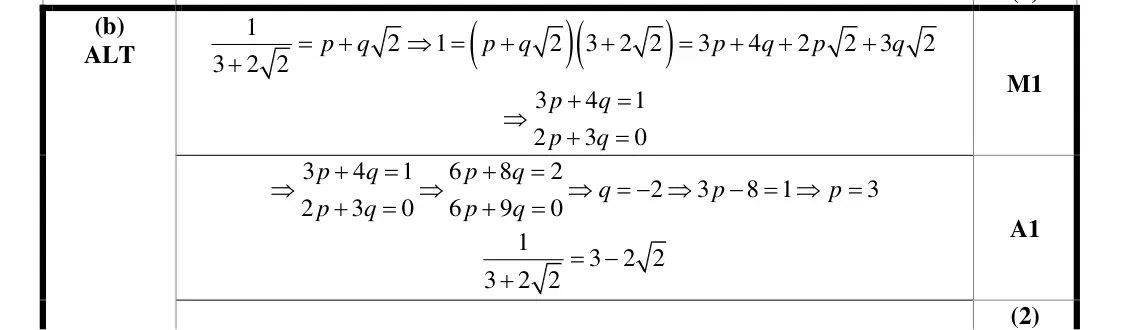 (b)
ALT
1/(3+2√2) = p+q√2 ⇒ 1 = (p+q√2)(3+2√2) = 3p+4q+2p√2+3q√2
⇒ 3p+4q=1
2p+3q=0
M1
⇒ 3p+4q=1 ⇒ 6p+8q=2 ⇒ q=−2 ⇒ 3p−8=1 ⇒ p=3
2p+3q=0 6p+9q=0
1/(3+2√2) = 3−2√2
A1
(2)